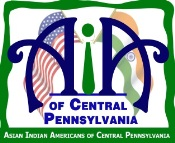 AiA
OF CENTRAL
PENNSYLVANIA
ASIAN INDIAN AMERICANS OF CENTRAL PENNSYLVANIA